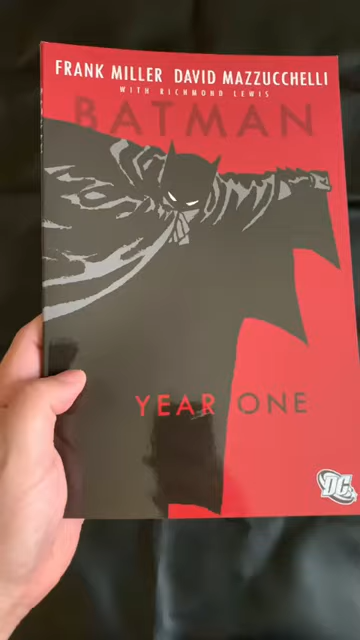 FRANK MILLER DAVID MAZZUCCHELLI
WITH RICHMOND LEWIS
BATMAN
YEAR ONE
DC